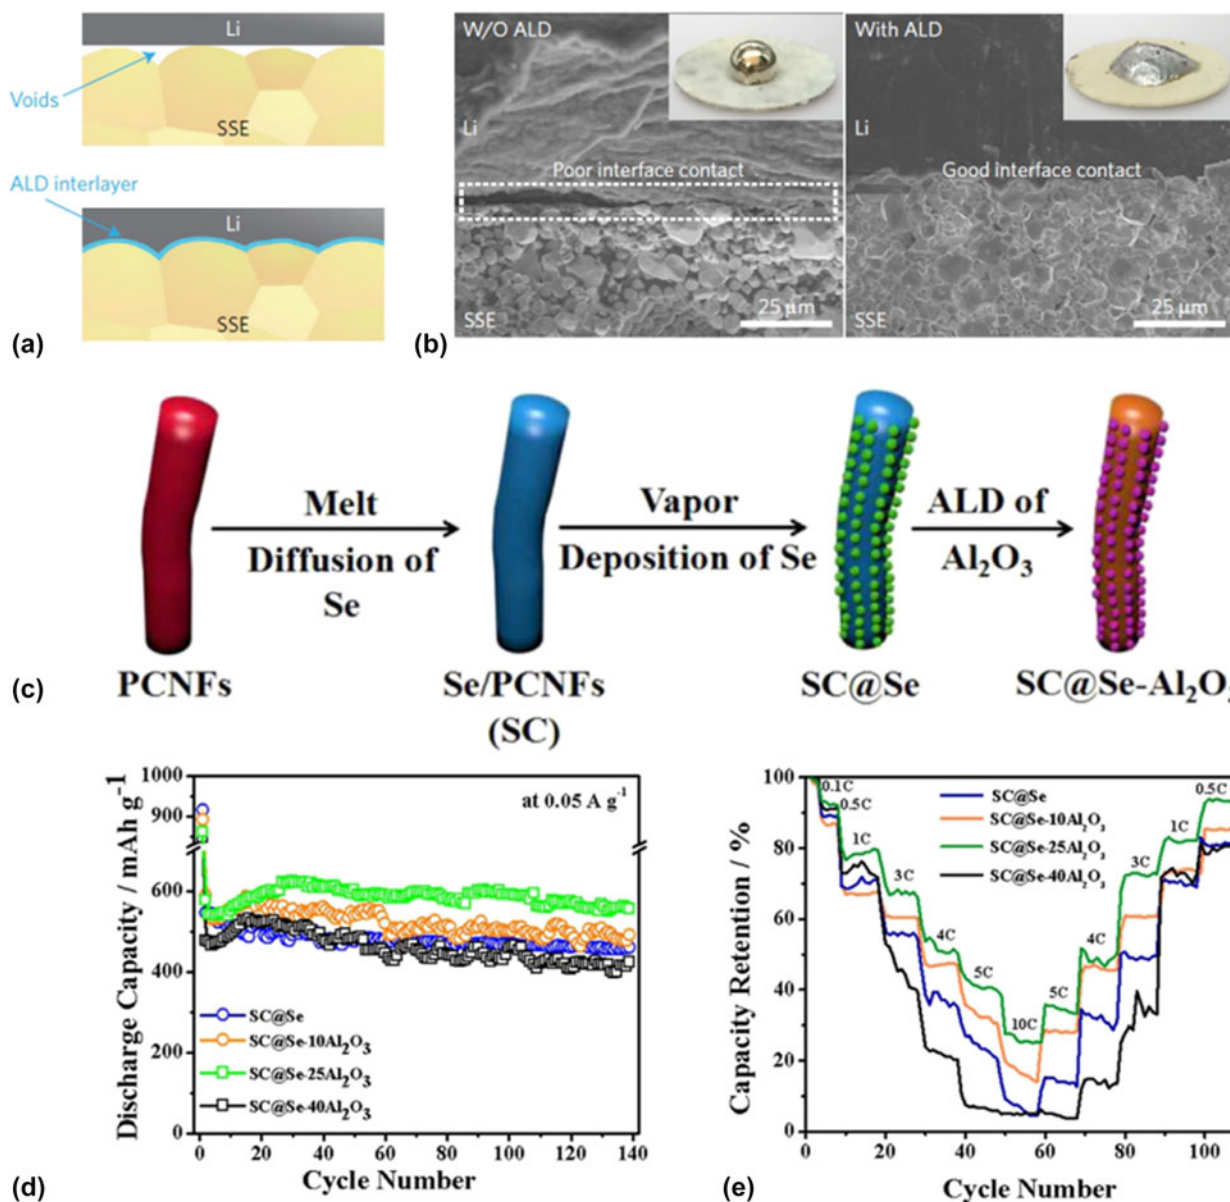 Li
Voids
SSE
ALD interlayer
Li
SSE
(a)
W/O ALD
Li
Poor interface contact
25 μm
SSE
With ALD
Li
Good interface contact
25 μm
SSE
(b)
Melt
Diffusion of
Se
Vapor
Deposition of Se
ALD of
Al₂O₃
PCNFs
Se/PCNFs
(SC)
SC@Se
SC@Se-Al₂O
(c)
1000
900
600
400
200
0
Discharge Capacity / mAh g⁻¹
at 0.05 A g⁻¹
SC@Se
SC@Se-10Al₂O₃
SC@Se-25Al₂O₃
SC@Se-40Al₂O₃
0 20 40 60 80 100 120 140
Cycle Number
(d)
100
80
60
40
20
0
Capacity Retention / %
0.1C
0.5C
1C
3C
4C
5C
10C
5C
4C
3C
1C
0.5C
SC@Se
SC@Se-10Al₂O₃
SC@Se-25Al₂O₃
SC@Se-40Al₂O₃
0 20 40 60 80 100
Cycle Number
(e)